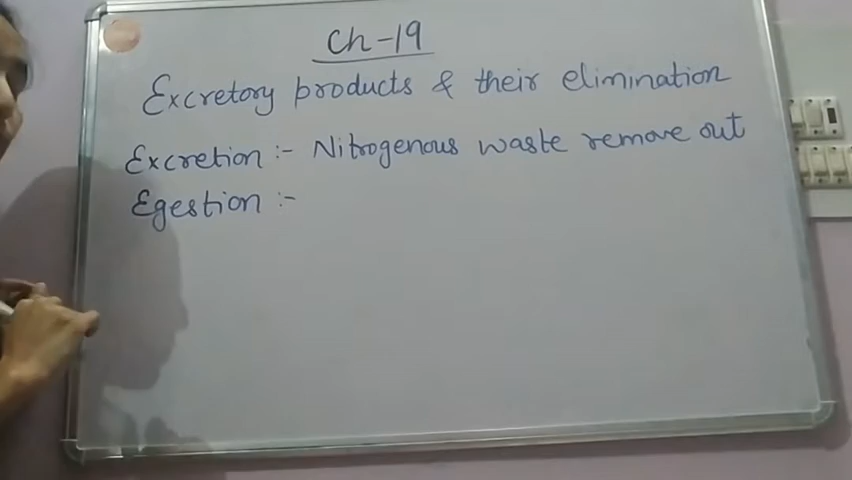 Ch-19
Excretory products & their elimination
Excretion :- Nitrogenous waste remove out
Egestion :-